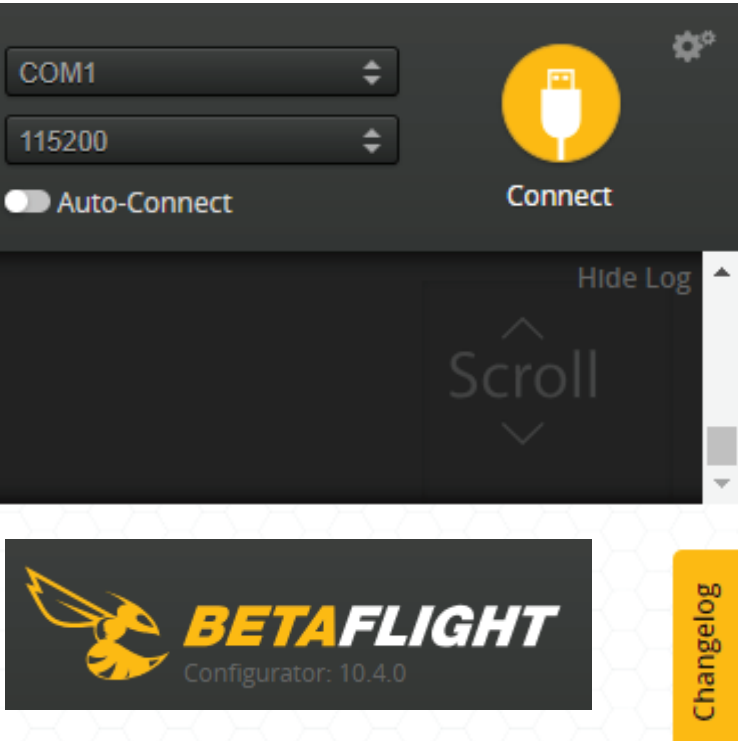 COM1
115200
Auto-Connect
Connect
Hide Log
Scroll
BETAFLIGHT
Configurator: 10.4.0
Changelog